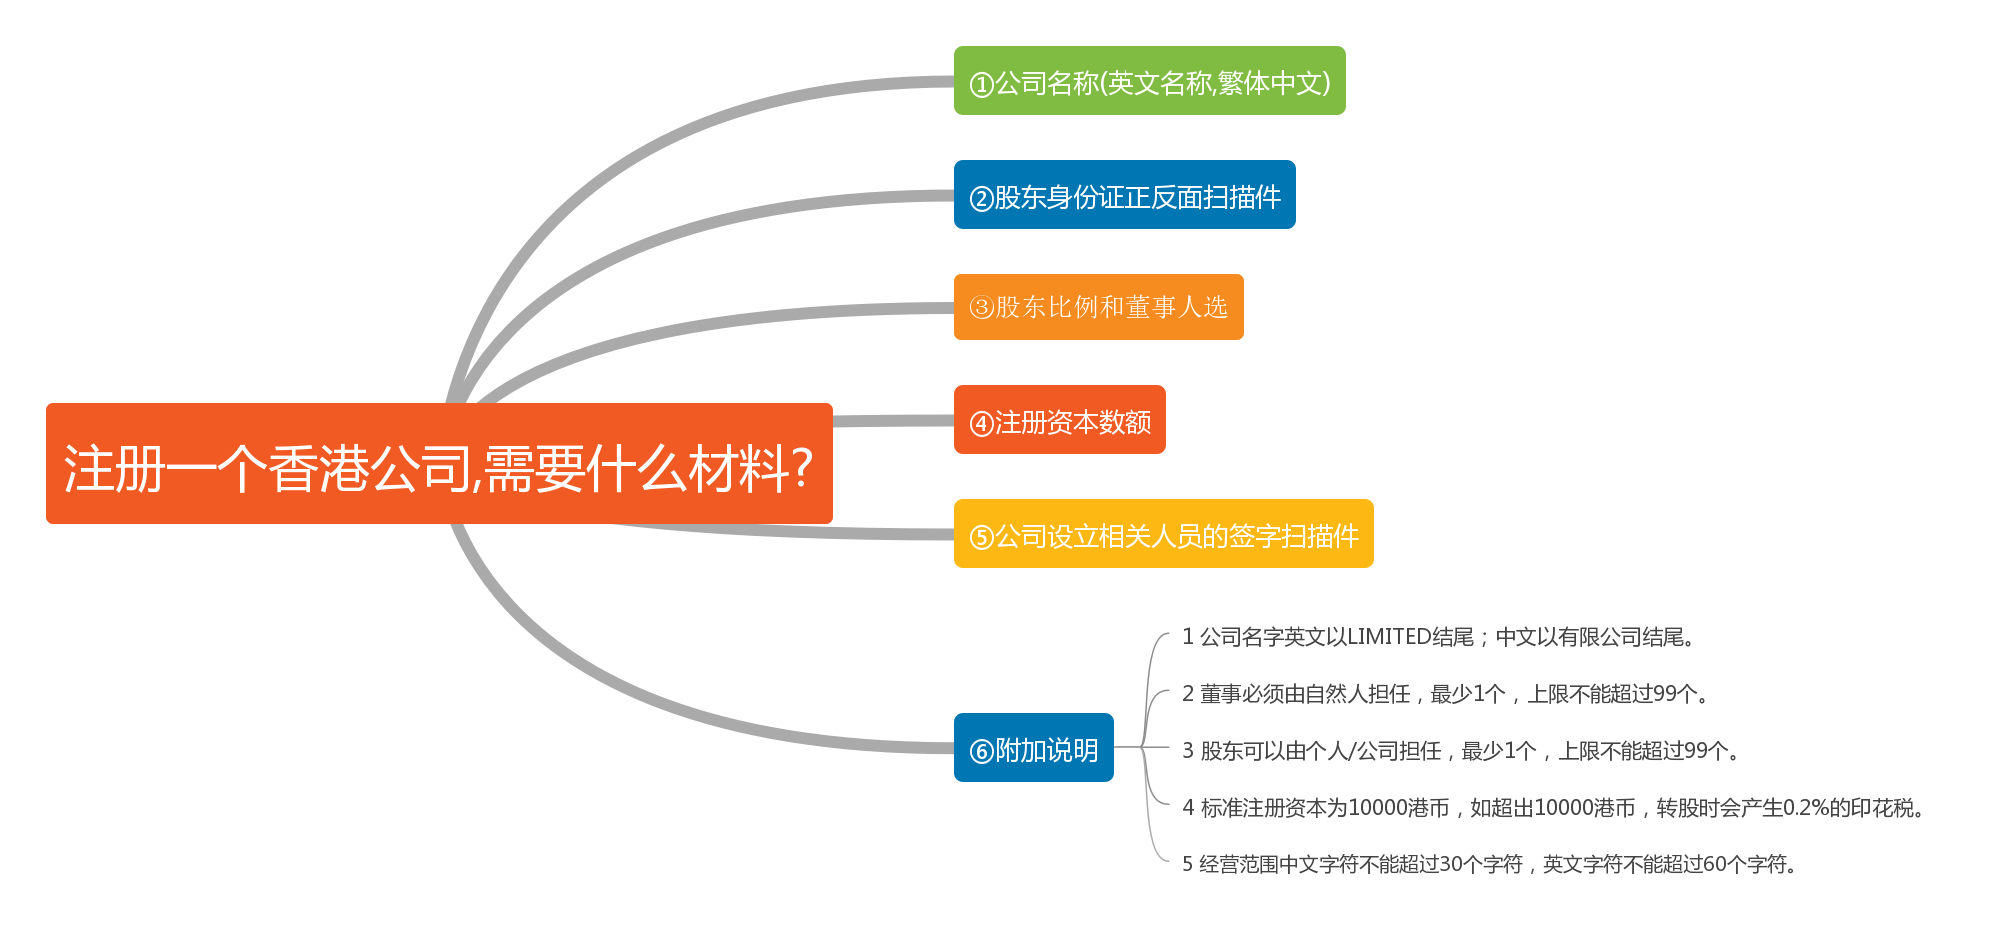 注册一个香港公司,需要什么材料?
①公司名称(英文名称,繁体中文)
②股东身份证正反面扫描件
③股东比例和董事人选
④注册资本数额
⑤公司设立相关人员的签字扫描件
⑥附加说明
1 公司名字英文以LIMITED结尾；中文以有限公司结尾。
2 董事必须由自然人担任，最少1个，上限不能超过99个。
3 股东可以由个人/公司担任，最少1个，上限不能超过99个。
4 标准注册资本为10000港币，如超出10000港币，转股时会产生0.2%的印花税。
5 经营范围中文字符不能超过30个字符，英文字符不能超过60个字符。